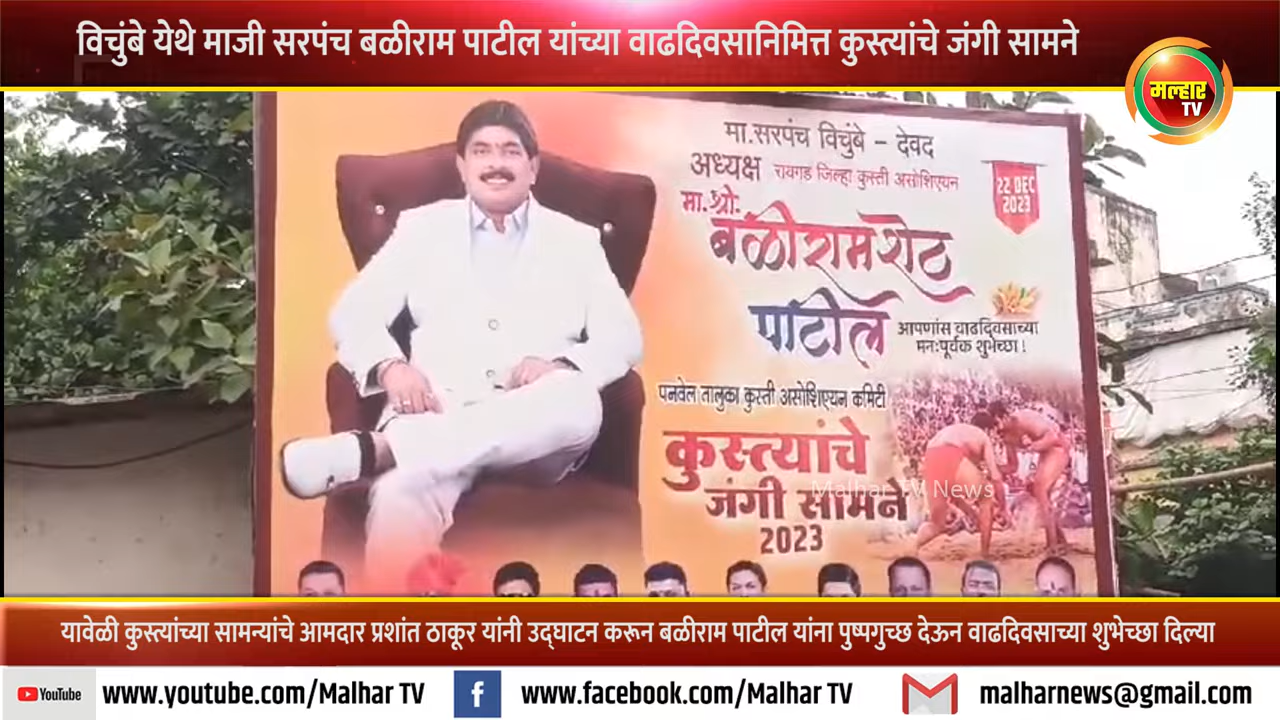 विचुंबे येथे माजी सरपंच बळीराम पाटील यांच्या वाढदिवसानिमित्त कुस्त्यांचे जंगी सामने
मल्हार
TV
मा.सरपंच विचुंबे – देवद
अध्यक्ष रायगड जिल्हा कुस्ती असोशिएयन
22 DEC
2023
मा.श्री.
बळीरामशेठ
पाटील
आपणांस वाढदिवसाच्या
मनःपूर्वक शुभेच्छा !
पनवेल तालुका कुस्ती असोशिएयन कमिटी
कुस्त्यांचे
जंगी सामने
2023
Malhar TV News
यावेळी कुस्त्यांच्या सामन्यांचे आमदार प्रशांत ठाकूर यांनी उद्घाटन करून बळीराम पाटील यांना पुष्पगुच्छ देऊन वाढदिवसाच्या शुभेच्छा दिल्या
YouTube www.youtube.com/Malhar TV www.facebook.com/Malhar TV malharnews@gmail.com